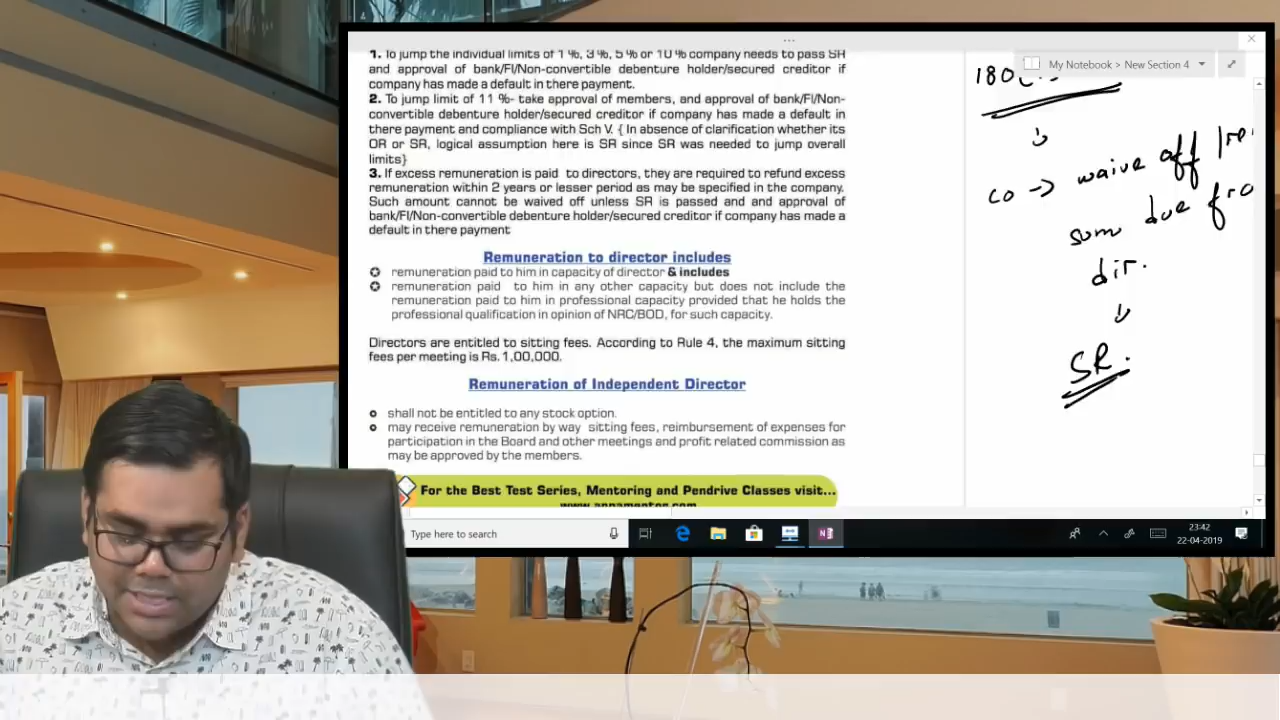 1. To jump the individual limits of 1 %, 3 %, 5 % or 10 % company needs to pass SR
and approval of bank/FI/Non-convertible debenture holder/secured creditor if
company has made a default in there payment.
2. To jump limit of 11 %- take approval of members, and approval of bank/FI/Non-
convertible debenture holder/secured creditor if company has made a default in
there payment and compliance with Sch V. { In absence of clarification whether its
OR or SR, logical assumption here is SR since SR was needed to jump overall
limits}
3. If excess remuneration is paid to directors, they are required to refund excess
remuneration within 2 years or lesser period as may be specified in the company.
Such amount cannot be waived off unless SR is passed and and approval of
bank/FI/Non-convertible debenture holder/secured creditor if company has made a
default in there payment
Remuneration to director includes
remuneration paid to him in capacity of director & includes
remuneration paid to him in any other capacity but does not include the
remuneration paid to him in professional capacity provided that he holds the
professional qualification in opinion of NRC/BOD, for such capacity.
Directors are entitled to sitting fees. According to Rule 4, the maximum sitting
fees per meeting is Rs. 1,00,000.
Remuneration of Independent Director
shall not be entitled to any stock option.
may receive remuneration by way sitting fees, reimbursement of expenses for
participation in the Board and other meetings and profit related commission as
may be approved by the members.
For the Best Test Series, Mentoring and Pendrive Classes visit...
My Notebook > New Section 4
180
co → waive off
sum due
dir.
SR.
Type here to search
23:42
22-04-2019